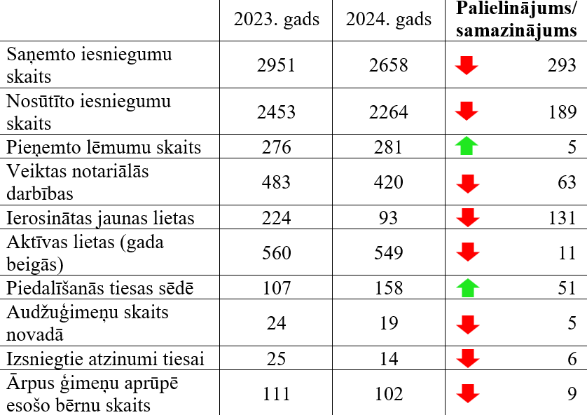 2023. gads 2024. gads Palielinājums/
samazinājums
Saņemto iesniegumu
skaits 2951 2658 293
Nosūtīto iesniegumu
skaits 2453 2264 189
Pieņemto lēmumu skaits 276 281 5
Veiktas notariālās
darbības 483 420 63
Ierosinātas jaunas lietas 224 93 131
Aktīvas lietas (gada
beigās) 560 549 11
Piedalīšanās tiesas sēdē 107 158 51
Audžuģimeņu skaits
novadā 24 19 5
Izsniegtie atzinumi tiesai 25 14 6
Ārpus ģimeņu aprūpē
esošo bērnu skaits 111 102 9